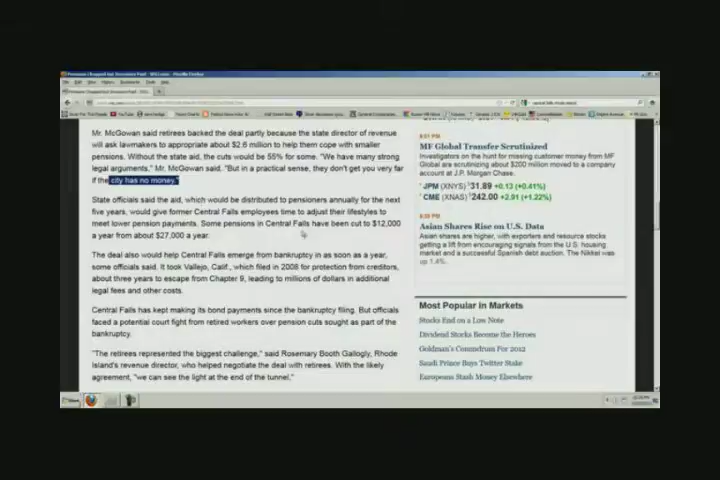 Mr. McGowan said retirees backed the deal partly because the state director of revenue
will ask lawmakers to appropriate about $2.6 million to help them cope with smaller
pensions. Without the state aid, the cuts would be 55% for some. "We have many strong
legal arguments," Mr. McGowan said. "But in a practical sense, they don't get you very far
if the city has no money."
State officials said the aid, which would be distributed to pensioners annually for the next
five years, would give former Central Falls employees time to adjust their lifestyles to
meet lower pension payments. Some pensions in Central Falls have been cut to $12,000
a year from about $27,000 a year.
The deal also would help Central Falls emerge from bankruptcy in as soon as a year,
some officials said. It took Vallejo, Calif., which filed in 2008 for protection from creditors,
about three years to escape from Chapter 9, leading to millions of dollars in additional
legal fees and other costs.
Central Falls has kept making its bond payments since the bankruptcy filing. But officials
faced a potential court fight from retired workers over pension cuts sought as part of the
bankruptcy.
"The retirees represented the biggest challenge," said Rosemary Booth Gallogly, Rhode
Island's revenue director, who helped negotiate the deal with retirees. With the likely
agreement, "we can see the light at the end of the tunnel."
MF Global Transfer Scrutinized
Investigators on the hunt for missing customer money from MF
Global are scrutinizing about $200 million moved to a company
account at J.P. Morgan Chase.
JPM (XNYS) 31.89 +0.13 (+0.41%)
CME (XNAS) 242.00 +2.91 (+1.22%)
Asian Shares Rise on U.S. Data
Asian shares are higher, with exporters and resource stocks
getting a lift from encouraging signals from the U.S. housing
market and a successful Spanish debt auction. The Nikkei was
up 1.4%.
Most Popular in Markets
Stocks End on a Low Note
Dividend Stocks Become the Heroes
Goldman's Conundrum For 2012
Saudi Prince Buys Twitter Stake
Europeans Stash Money Elsewhere